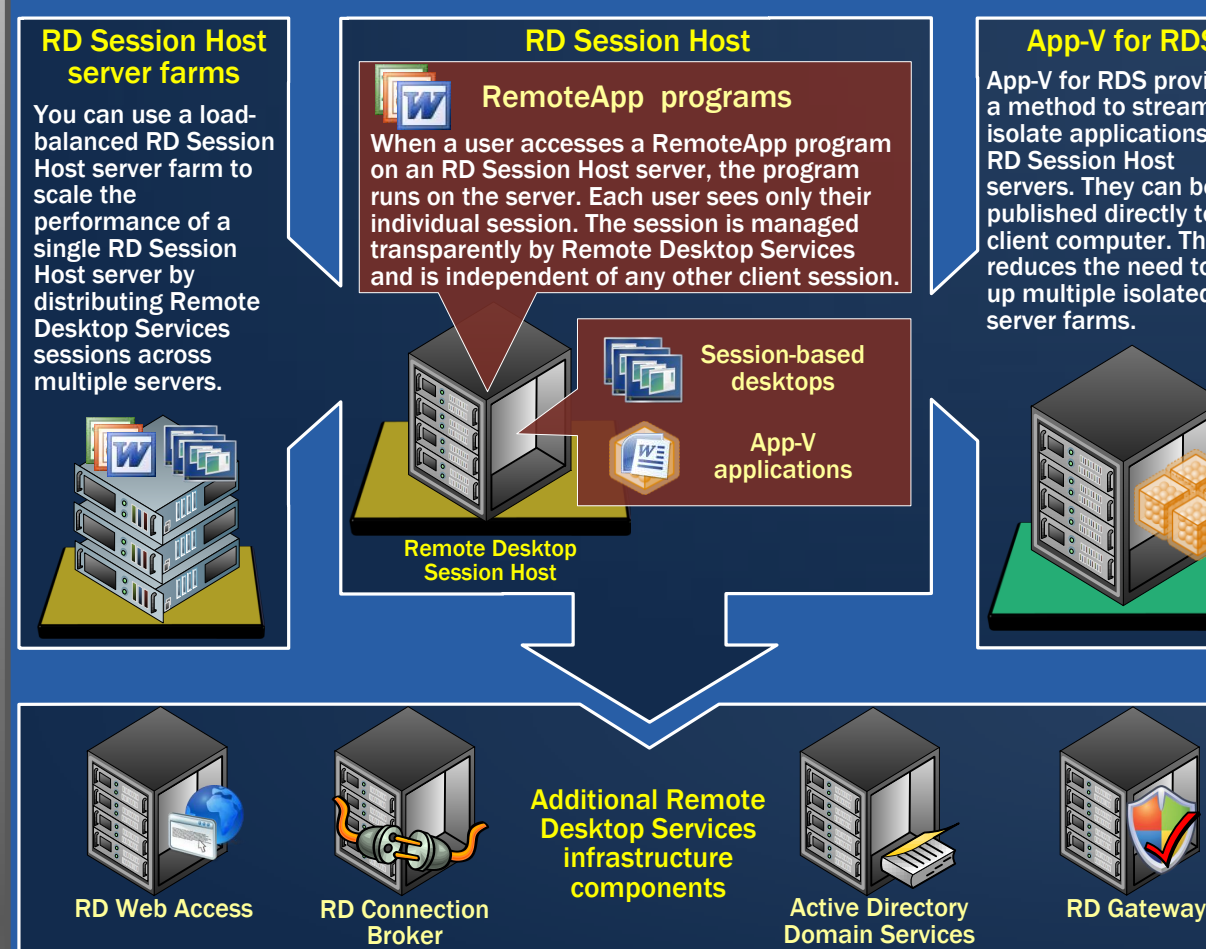 RD Session Host
server farms
You can use a load-
balanced RD Session
Host server farm to
scale the
performance of a
single RD Session
Host server by
distributing Remote
Desktop Services
sessions across
multiple servers.
RD Session Host
RemoteApp programs
When a user accesses a RemoteApp program
on an RD Session Host server, the program
runs on the server. Each user sees only their
individual session. The session is managed
transparently by Remote Desktop Services
and is independent of any other client session.
Session-based
desktops
App-V
applications
Remote Desktop
Session Host
App-V for RDS
App-V for RDS
a method to stream
isolate applications
RD Session Host
servers. They can
published directly
client computer.
reduces the need
up multiple isolated
server farms.
RD Web Access
RD Connection
Broker
Additional Remote
Desktop Services
infrastructure
components
Active Directory
Domain Services
RD Gateway